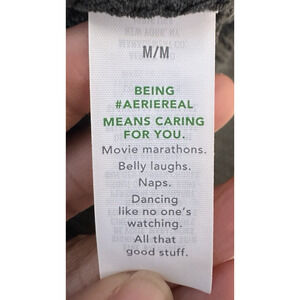 M/M
BEING
#AERIEREAL
MEANS CARING
FOR YOU.
Movie marathons.
Belly laughs.
Naps.
Dancing
like no one's
watching.
All that
good stuff.